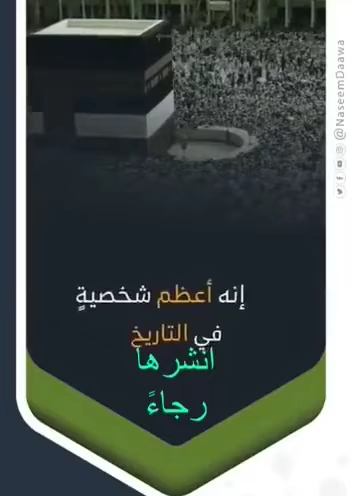 @NaseemDaawa
إنه أعظم شخصيةٍ
في التاريخ
انشرها
رجاءً